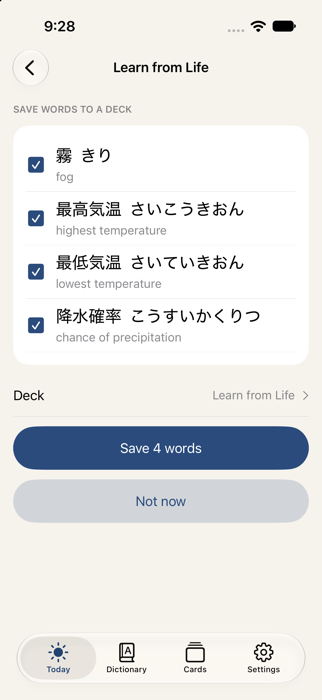 9:28
Learn from Life
SAVE WORDS TO A DECK
霧 きり
fog
最高気温 さいこうきおん
highest temperature
最低気温 さいていきおん
lowest temperature
降水確率 こうすいかくりつ
chance of precipitation
Deck Learn from Life
Save 4 words
Not now
A
Today Dictionary Cards Settings